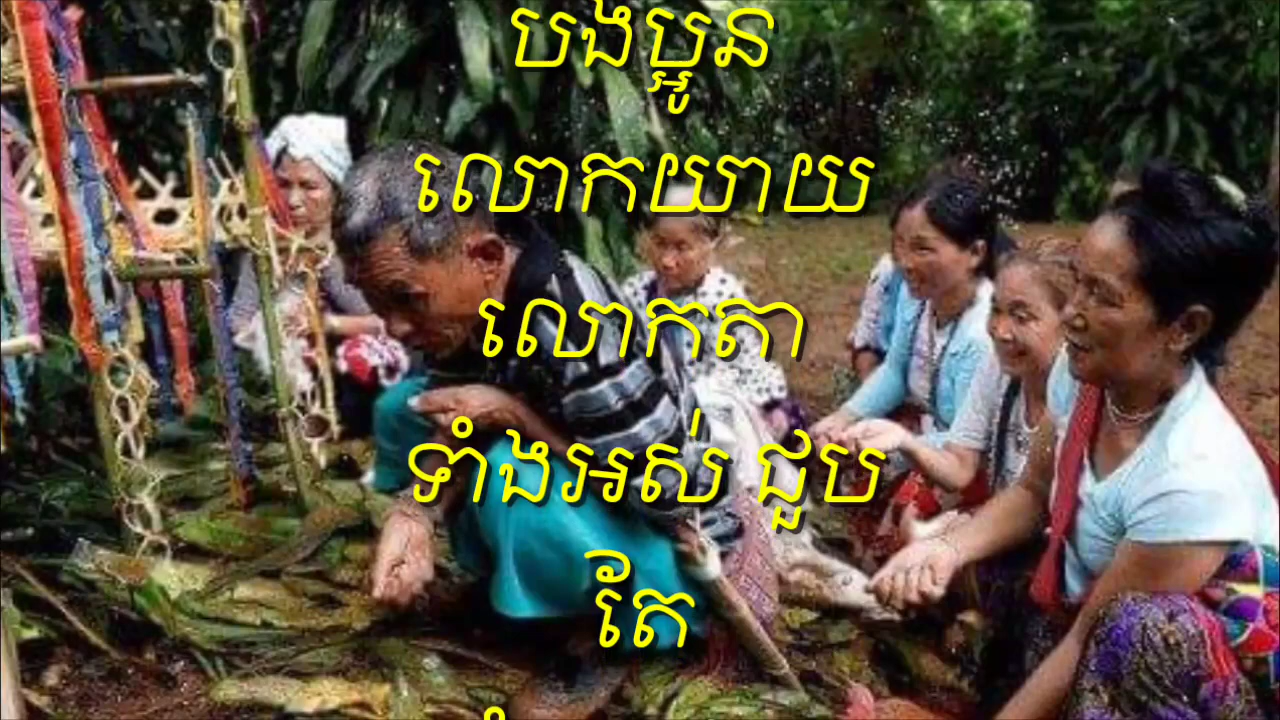 បងប្អូន
លោកយាយ
លោកតា
ទាំងអស់ ជួប
តែ